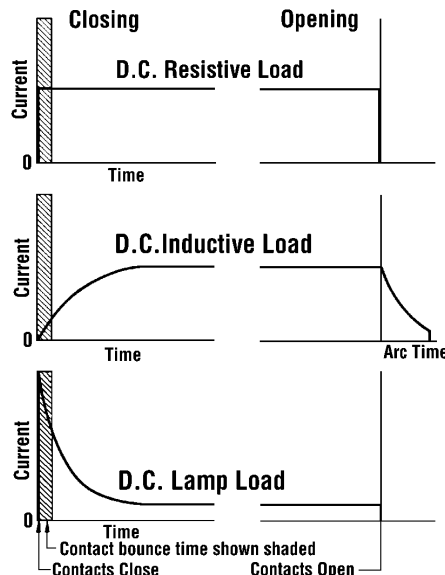 Closing Opening
D.C. Resistive Load
Current
0
Time
D.C.Inductive Load
Current
0
Time
Arc Time
D.C. Lamp Load
Current
0
Time
Contact bounce time shown shaded
Contacts Close Contacts Open